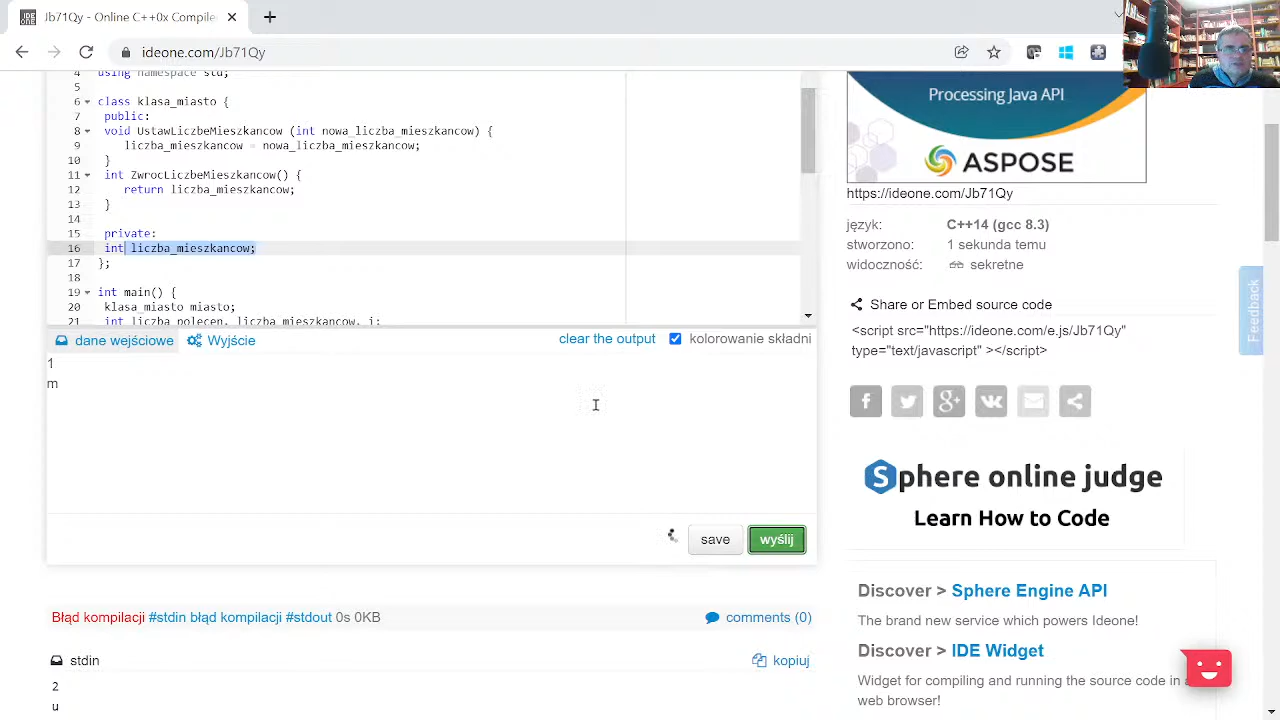 Jb71Qy - Online C++0x Compile
ideone.com/Jb71Qy
4 using namespace std;
5
6 class klasa_miasto {
7 public:
8 void UstawLiczbeMieszkancow (int nowa_liczba_mieszkancow) {
9 liczba_mieszkancow = nowa_liczba_mieszkancow;
10 }
11 int ZwrocLiczbeMieszkancow() {
12 return liczba_mieszkancow;
13 }
14
15 private:
16 int liczba_mieszkancow;
17 };
18
19 int main() {
20 klasa_miasto miasto;
int liczba_polecen, liczba_mieszkancow, i;
dane wejściowe Wyjście clear the output kolorowanie składni
1
m
save wyślij
Błąd kompilacji #stdin błąd kompilacji #stdout 0s 0KB comments (0)
stdin kopiuj
2
u
Processing Java API
ASPOSE
https://ideone.com/Jb71Qy
język: C++14 (gcc 8.3)
stworzono: 1 sekunda temu
widoczność: sekretne
Share or Embed source code
<script src="https://ideone.com/e.js/Jb71Qy"
type="text/javascript" ></script>
Sphere online judge
Learn How to Code
Discover > Sphere Engine API
The brand new service which powers Ideone!
Discover > IDE Widget
Widget for compiling and running the source code in a
web browser!
Feedback